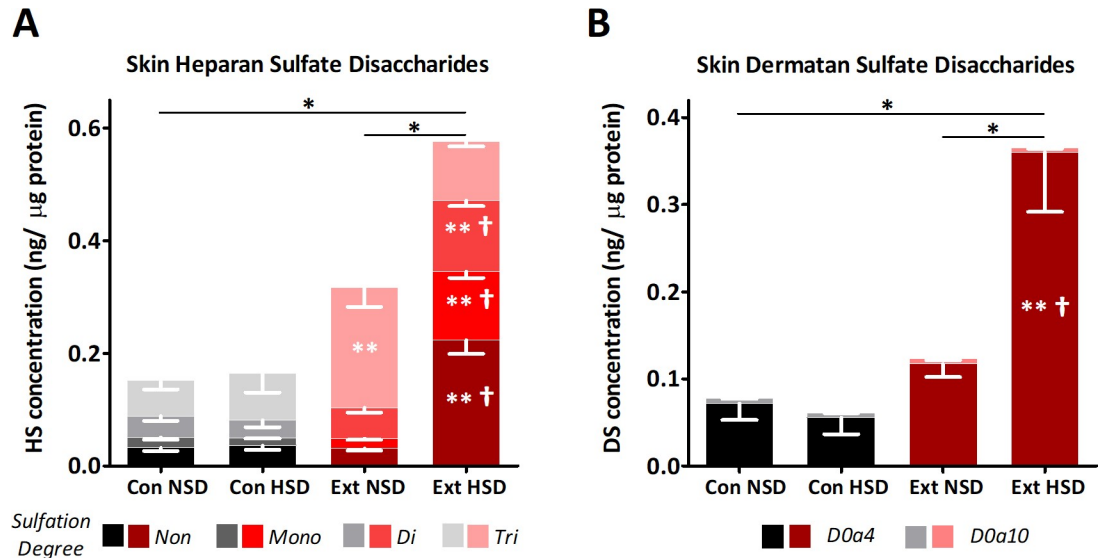 A
Skin Heparan Sulfate Disaccharides
HS concentration (ng/ μg protein)
0.6
0.4
0.2
0.0
*
*
** †
** †
**
** †
Con NSD Con HSD Ext NSD Ext HSD
Sulfation Degree
Non Mono Di Tri
B
Skin Dermatan Sulfate Disaccharides
DS concentration (ng/ μg protein)
0.4
0.3
0.2
0.1
0.0
*
*
** †
Con NSD Con HSD Ext NSD Ext HSD
D0a4 D0a10